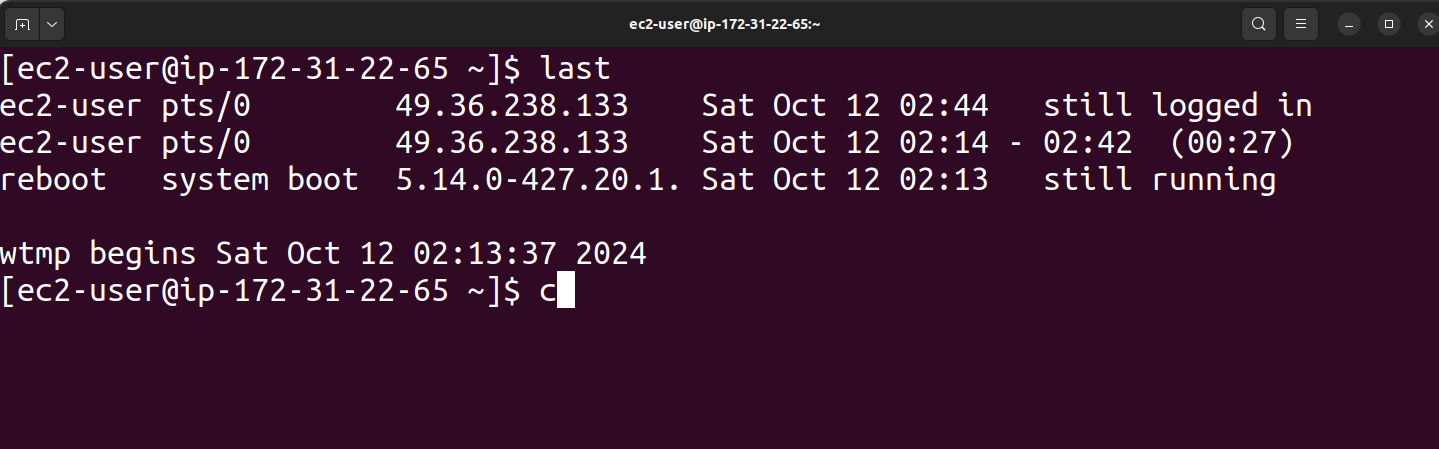 ec2-user@ip-172-31-22-65:~
[ec2-user@ip-172-31-22-65 ~]$ last
ec2-user pts/0        49.36.238.133    Sat Oct 12 02:44   still logged in
ec2-user pts/0        49.36.238.133    Sat Oct 12 02:14 - 02:42  (00:27)
reboot   system boot  5.14.0-427.20.1. Sat Oct 12 02:13   still running
wtmp begins Sat Oct 12 02:13:37 2024
[ec2-user@ip-172-31-22-65 ~]$ c